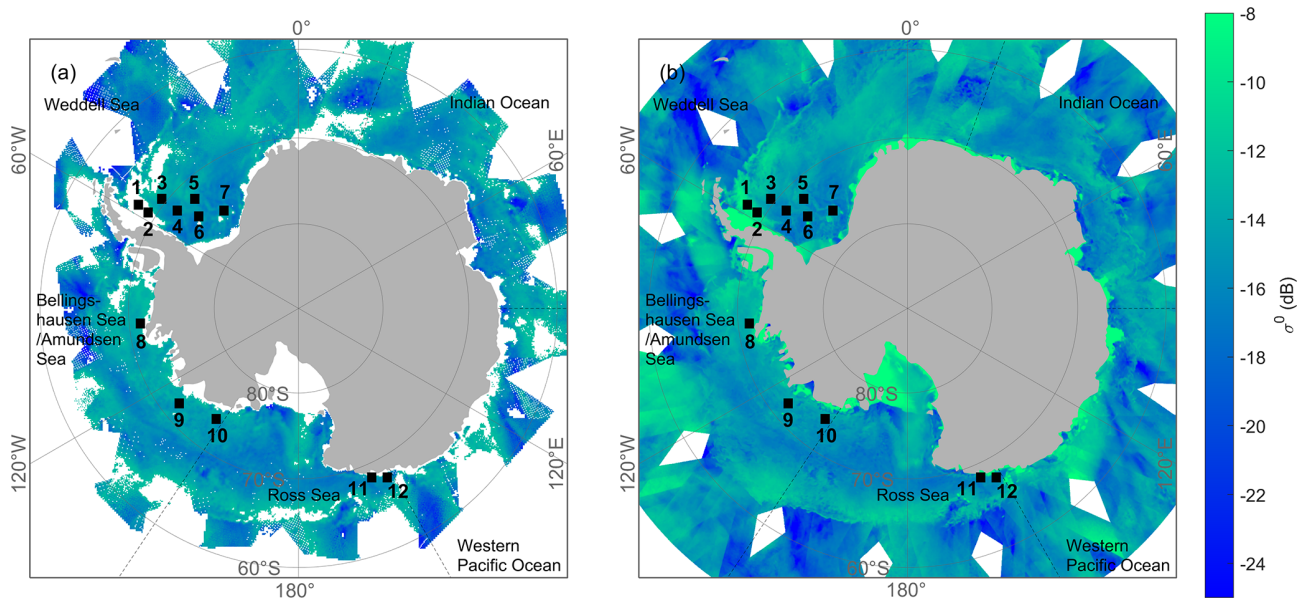 0°
(a)
Weddell Sea
Indian Ocean
60°W
60°E
1
3
5
7
2
4
6
Bellings-
hausen Sea
/Amundsen
Sea
8
80°S
9
10
120°W
120°E
70°S
Ross Sea
11
12
Western
Pacific Ocean
60°S
180°
0°
(b)
Weddell Sea
Indian Ocean
60°W
60°E
1
3
5
7
2
4
6
Bellings-
hausen Sea
/Amundsen
Sea
8
80°S
9
10
120°W
120°E
70°S
Ross Sea
11
12
Western
Pacific Ocean
60°S
180°
-8
-10
-12
-14
-16
-18
-20
-22
-24
σ⁰ (dB)